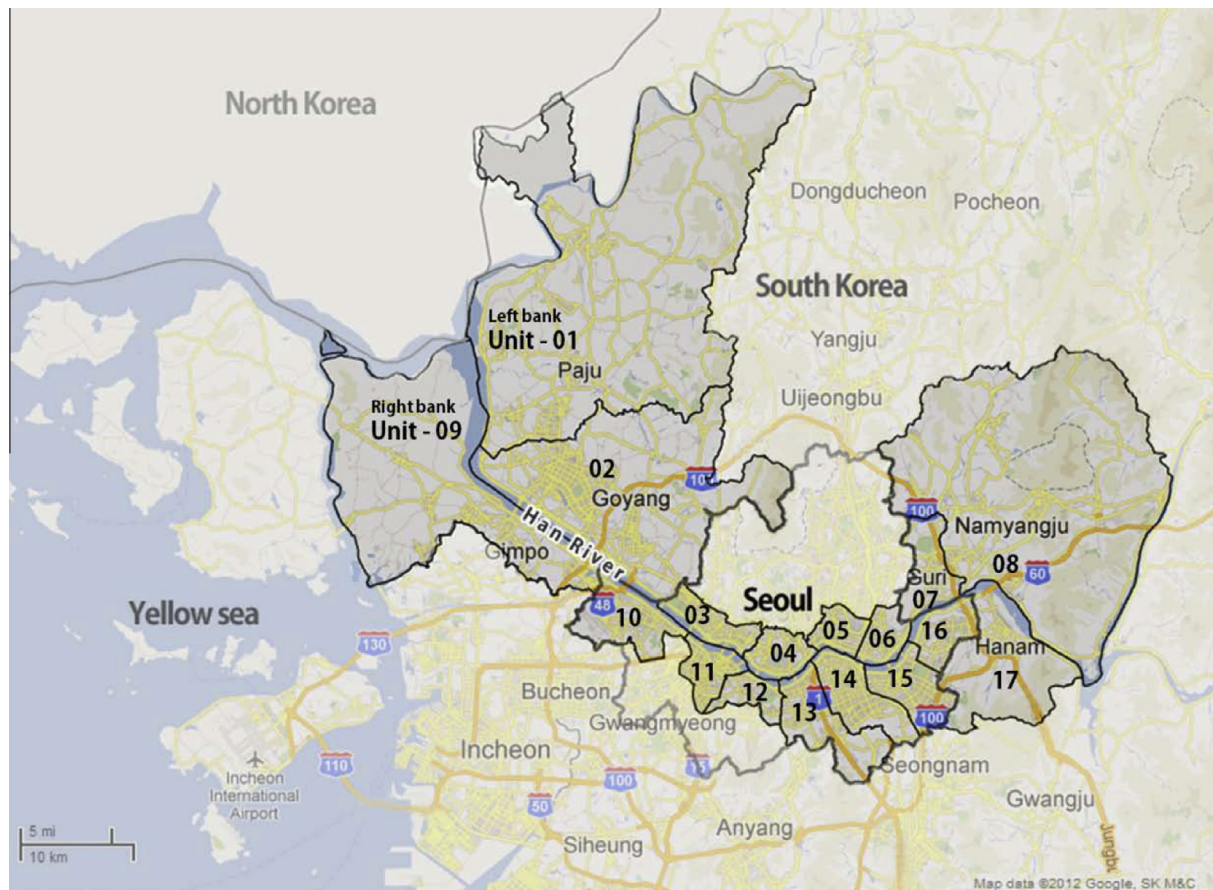 North Korea
Dongducheon
Pocheon
South Korea
Left bank
Unit - 01
Yangju
Paju
Uijeongbu
Right bank
Unit - 09
02
Goyang
100
Namyangju
Han-River
Gimpo
08
60
Guri
07
Yellow sea
Seoul
48
10
03
05
06
16
130
04
Hanam
11
14
15
17
Bucheon
12
1
13
Gwangmyeong
100
Incheon
110
100
15
Seongnam
Incheon
International
Airport
50
Gwangju
Anyang
Siheung
5 mi
10 km
Map data ©2012 Google, SK M&C